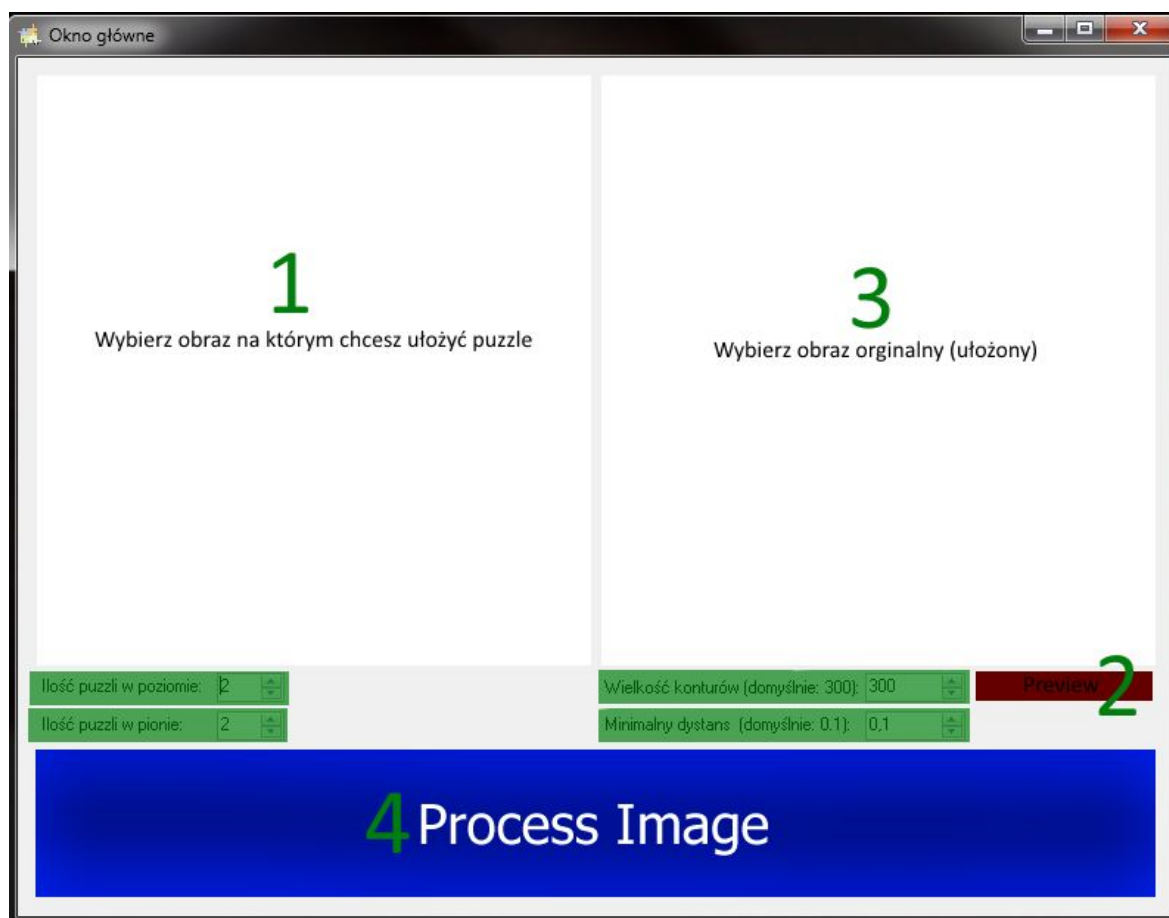 Okno główne
1
Wybierz obraz na którym chcesz ułożyć puzzle
3
Wybierz obraz orginalny (ułożony)
Ilość puzzli w poziomie: 2
Wielkość konturów (domyślnie: 300): 300
Preview 2
Ilość puzzli w pionie: 2
Minimalny dystans (domyślnie: 0.1): 0,1
4 Process Image